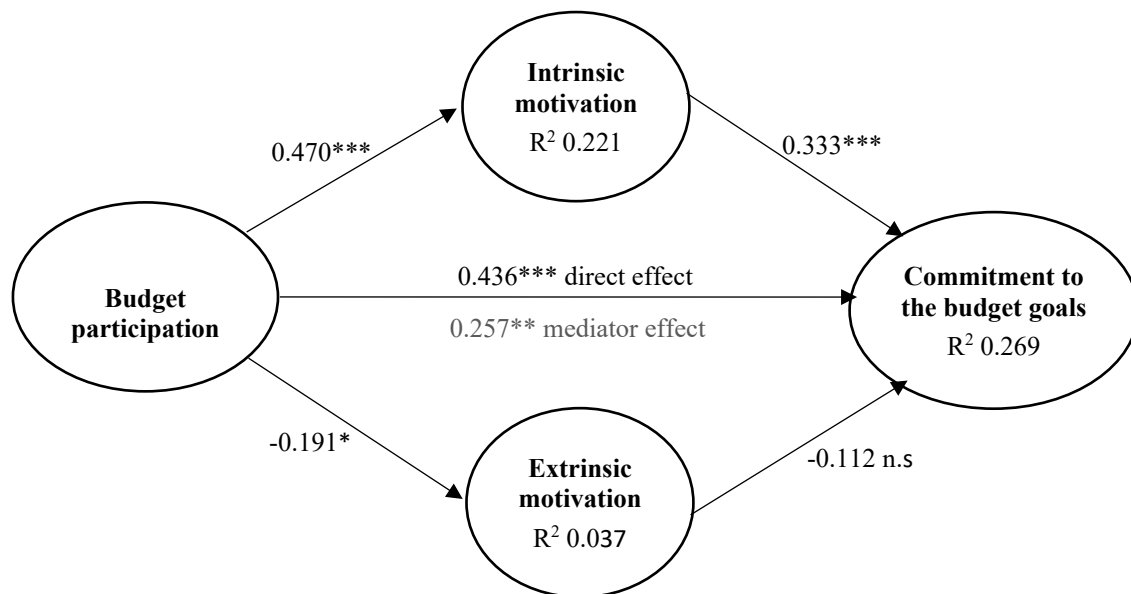 Intrinsic
motivation
R² 0.221
0.470***
0.333***
Budget
participation
0.436*** direct effect
0.257** mediator effect
Commitment to
the budget goals
R² 0.269
-0.191*
-0.112 n.s
Extrinsic
motivation
R² 0.037